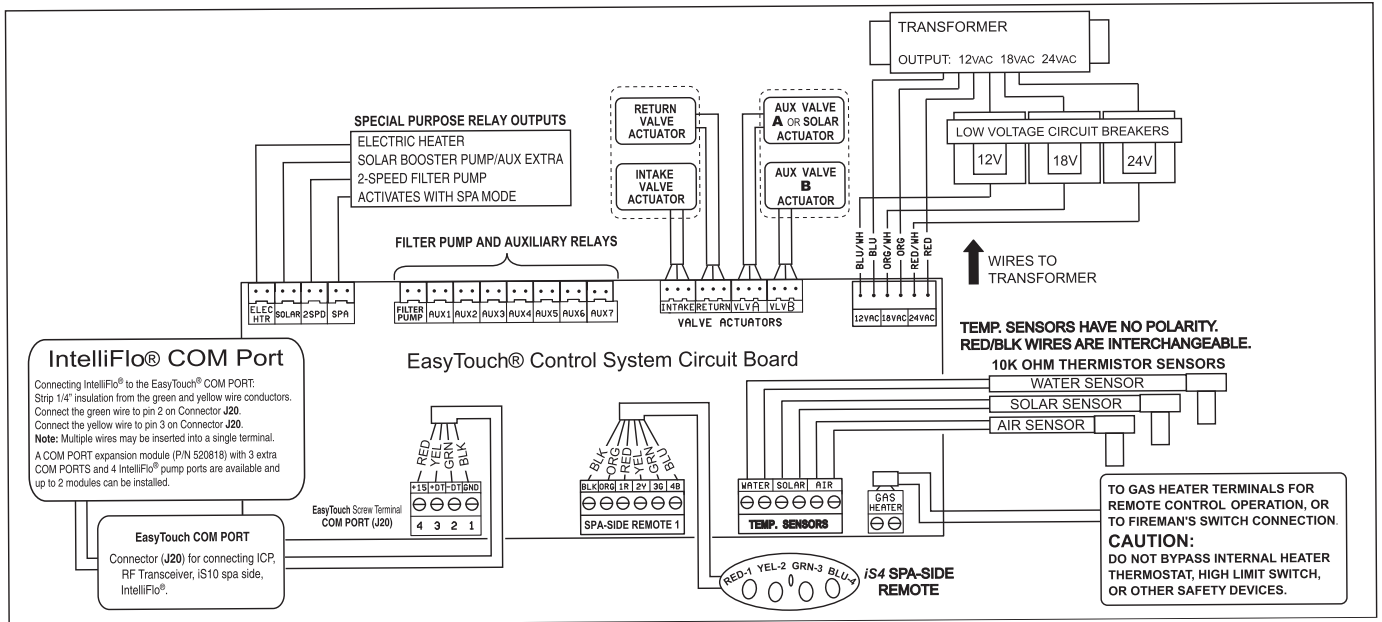 TRANSFORMER
OUTPUT: 12VAC 18VAC 24VAC
LOW VOLTAGE CIRCUIT BREAKERS
12V 18V 24V
BLU/WH
BLU
ORG/WH
ORG
RED/WH
RED
WIRES TO
TRANSFORMER
12VAC 18VAC 24VAC
SPECIAL PURPOSE RELAY OUTPUTS
ELECTRIC HEATER
SOLAR BOOSTER PUMP/AUX EXTRA
2-SPEED FILTER PUMP
ACTIVATES WITH SPA MODE
RETURN
VALVE
ACTUATOR
INTAKE
VALVE
ACTUATOR
AUX VALVE
A OR SOLAR
ACTUATOR
AUX VALVE
B
ACTUATOR
FILTER PUMP AND AUXILIARY RELAYS
ELEC
HTR
SOLAR
2SPD
SPA
FILTER
PUMP
AUX1
AUX2
AUX3
AUX4
AUX5
AUX6
AUX7
INTAKE
RETURN
VLVA
VLVB
VALVE ACTUATORS
EasyTouch® Control System Circuit Board
TEMP. SENSORS HAVE NO POLARITY.
RED/BLK WIRES ARE INTERCHANGEABLE.
10K OHM THERMISTOR SENSORS
WATER SENSOR
SOLAR SENSOR
AIR SENSOR
IntelliFlo® COM Port
Connecting IntelliFlo® to the EasyTouch® COM PORT:
Strip 1/4" insulation from the green and yellow wire conductors.
Connect the green wire to pin 2 on Connector J20.
Connect the yellow wire to pin 3 on Connector J20.
Note: Multiple wires may be inserted into a single terminal.
A COM PORT expansion module (P/N 520818) with 3 extra
COM PORTS and 4 IntelliFlo® pump ports are available and
up to 2 modules can be installed.
EasyTouch COM PORT
Connector (J20) for connecting ICP,
RF Transceiver, iS10 spa side,
IntelliFlo®.
RED
YEL
GRN
BLK
+15 +DT -DT GND
4 3 2 1
EasyTouch Screw Terminal
COM PORT (J20)
BLK
ORG
RED
YEL
GRN
BLU
BLK ORG 1R 2Y 3G 4B
SPA-SIDE REMOTE 1
WATER SOLAR AIR
TEMP. SENSORS
GAS
HEATER
RED-1 YEL-2 GRN-3 BLU-4
iS4 SPA-SIDE
REMOTE
TO GAS HEATER TERMINALS FOR
REMOTE CONTROL OPERATION, OR
TO FIREMAN'S SWITCH CONNECTION.
CAUTION:
DO NOT BYPASS INTERNAL HEATER
THERMOSTAT, HIGH LIMIT SWITCH,
OR OTHER SAFETY DEVICES.